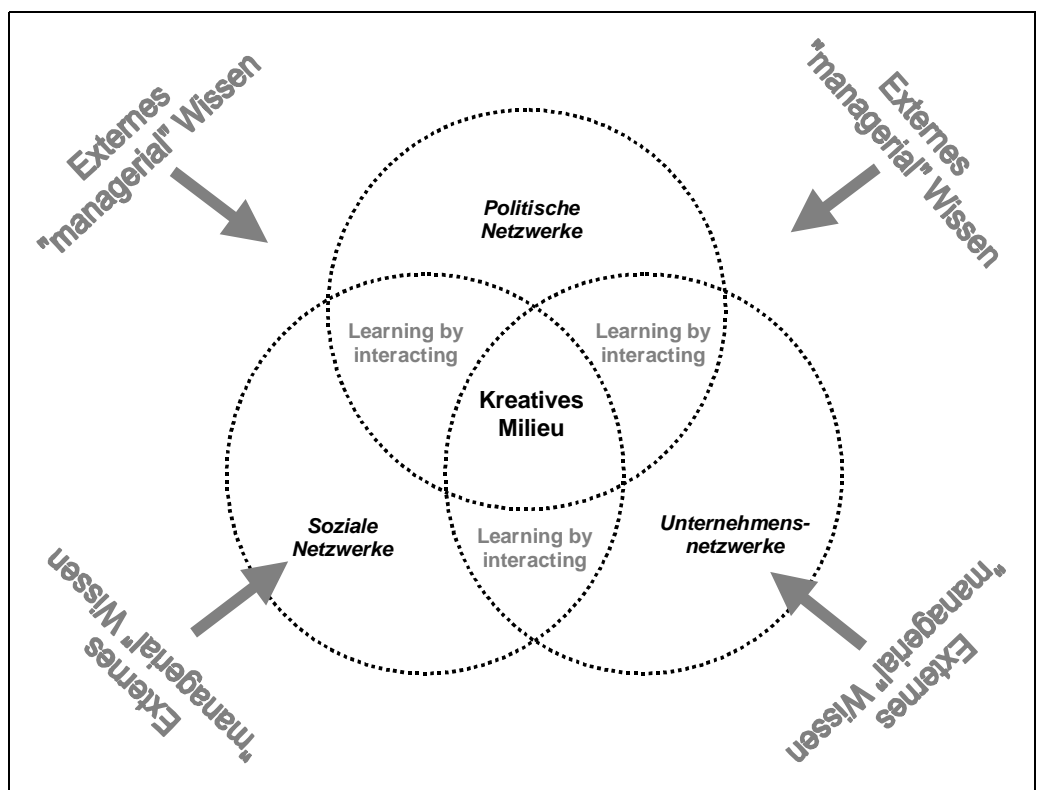 Externes
"managerial" Wissen
Externes
"managerial" Wissen
Politische
Netzwerke
Learning by
interacting
Learning by
interacting
Kreatives
Milieu
Soziale
Netzwerke
Learning by
interacting
Unternehmens-
netzwerke
Externes
"managerial" Wissen
Externes
"managerial" Wissen